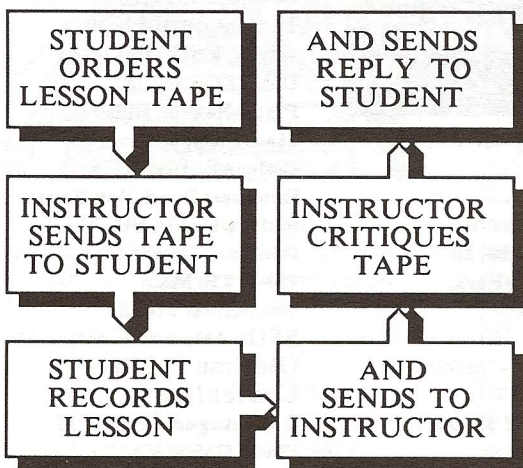 STUDENT
ORDERS
LESSON TAPE
INSTRUCTOR
SENDS TAPE
TO STUDENT
STUDENT
RECORDS
LESSON
AND
SENDS TO
INSTRUCTOR
INSTRUCTOR
CRITIQUES
TAPE
AND SENDS
REPLY TO
STUDENT